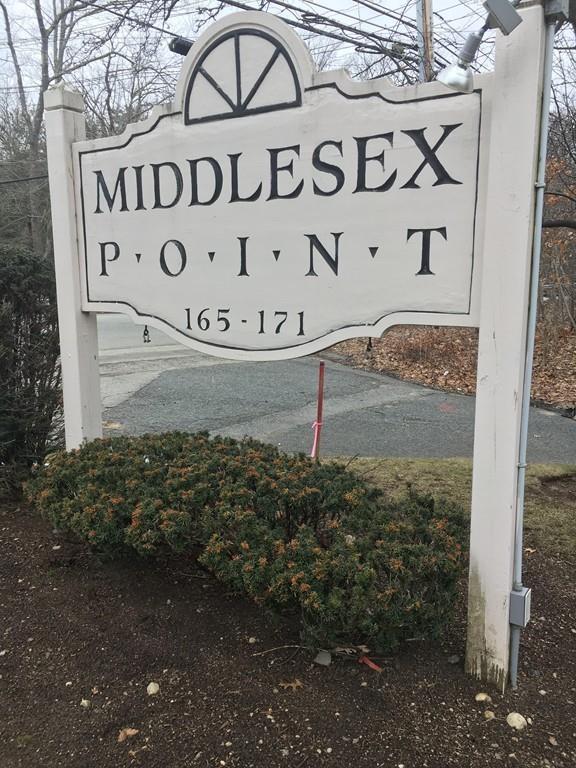 MIDDLESEX
P · O · I · N · T
165 - 171